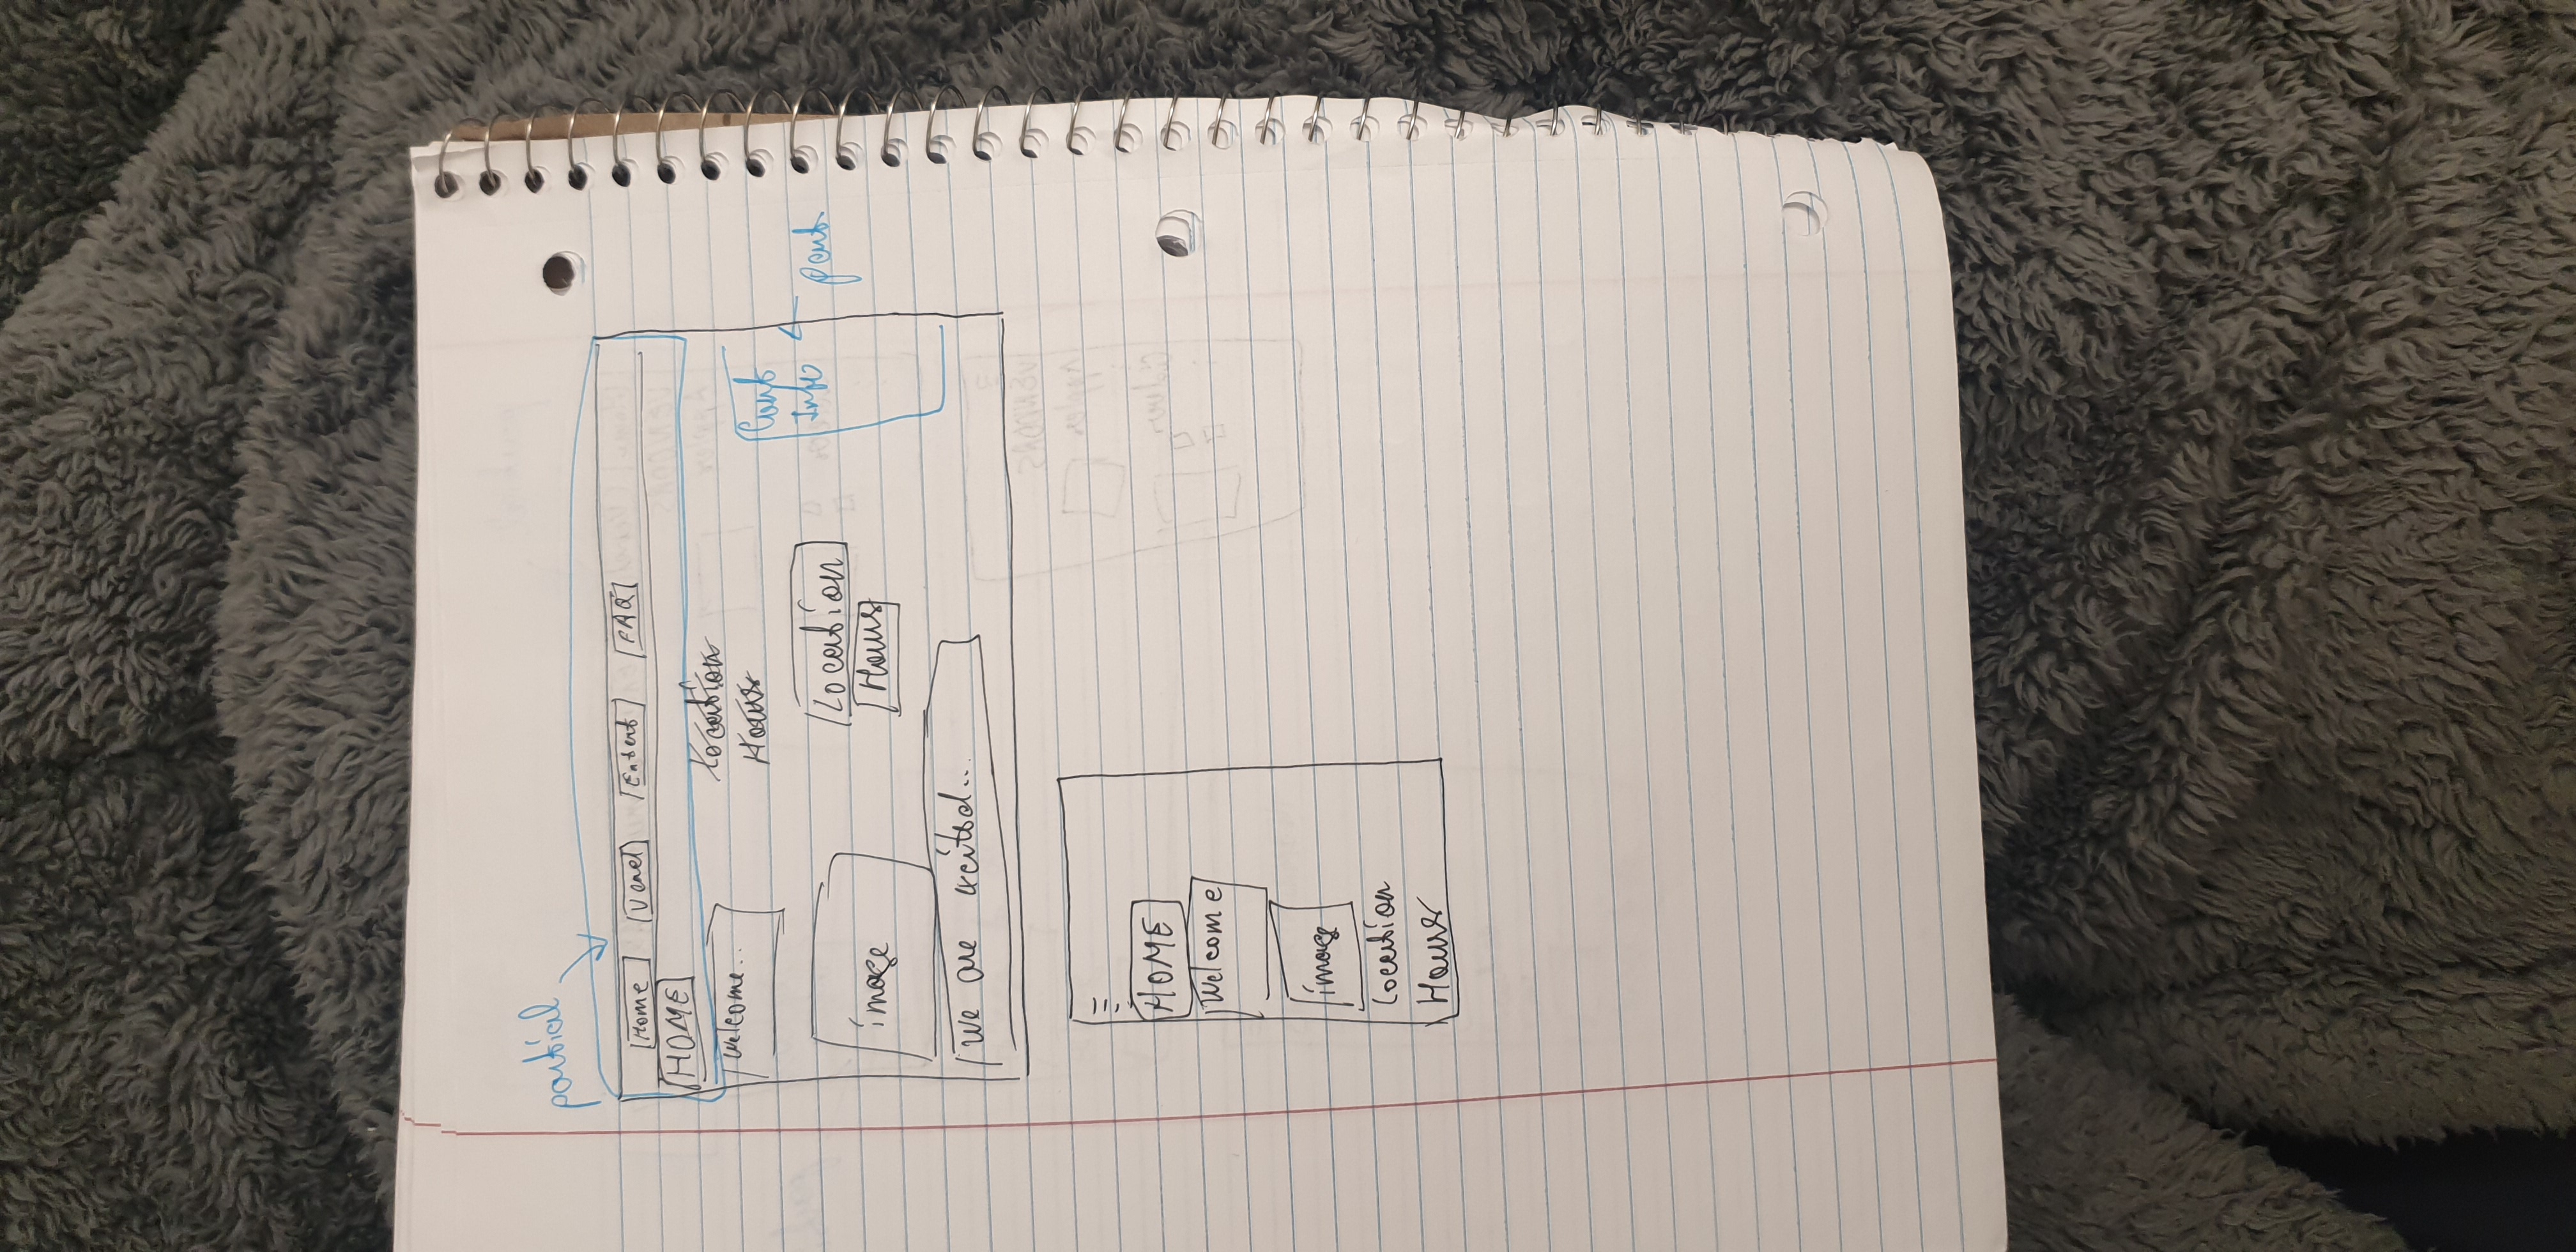 partial
Home Vend Entert FAQ
HOME
Welcome..
Location
Hours
Cont
Info
part
Location
image
Hours
We are excited..
HOME
Welcome
image
Location
Hours